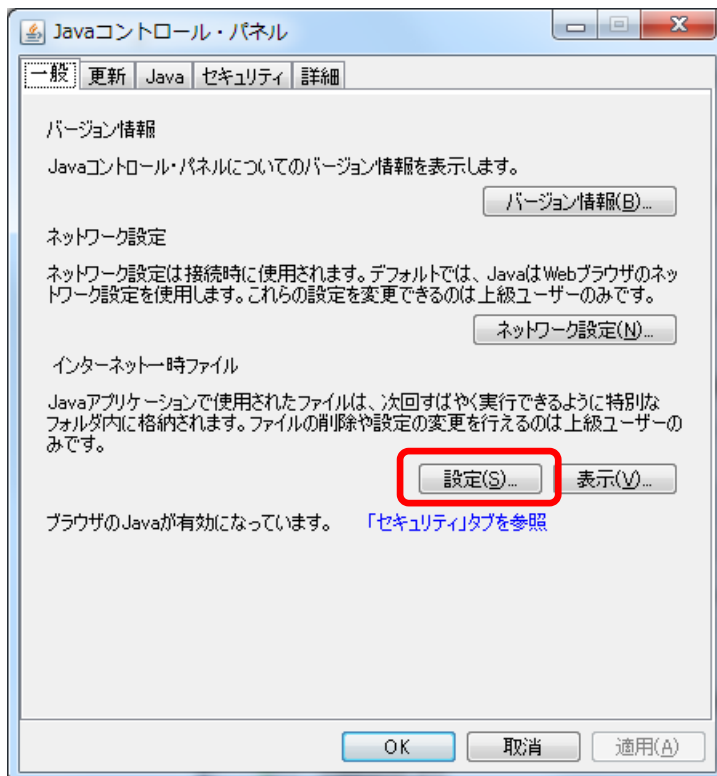 Javaコントロール・パネル
一般 更新 Java セキュリティ 詳細
バージョン情報
Javaコントロール・パネルについてのバージョン情報を表示します。
バージョン情報(B)...
ネットワーク設定
ネットワーク設定は接続時に使用されます。デフォルトでは、JavaはWebブラウザのネッ
トワーク設定を使用します。これらの設定を変更できるのは上級ユーザーのみです。
ネットワーク設定(N)...
インターネット一時ファイル
Javaアプリケーションで使用されたファイルは、次回すばやく実行できるように特別な
フォルダ内に格納されます。ファイルの削除や設定の変更を行えるのは上級ユーザーの
みです。
設定(S)... 表示(V)...
ブラウザのJavaが有効になっています。 「セキュリティ」タブを参照
OK 取消 適用(A)